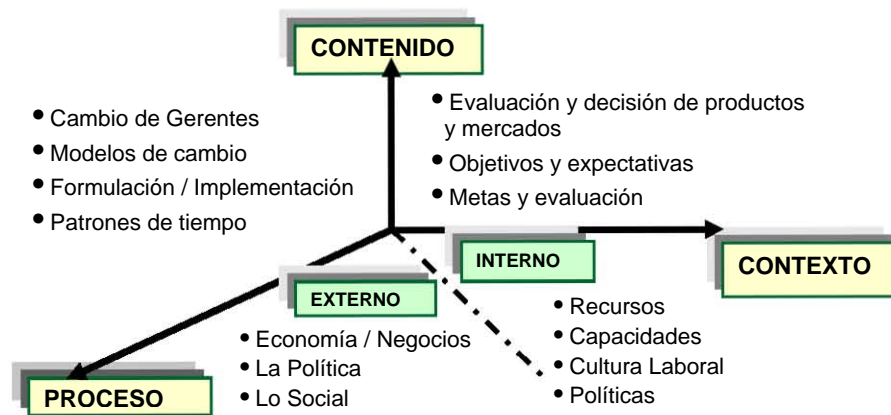 CONTENIDO
• Cambio de Gerentes
• Modelos de cambio
• Formulación / Implementación
• Patrones de tiempo
• Evaluación y decisión de productos
y mercados
• Objetivos y expectativas
• Metas y evaluación
INTERNO
CONTEXTO
EXTERNO
• Economía / Negocios
• La Política
• Lo Social
• Recursos
• Capacidades
• Cultura Laboral
• Políticas
PROCESO